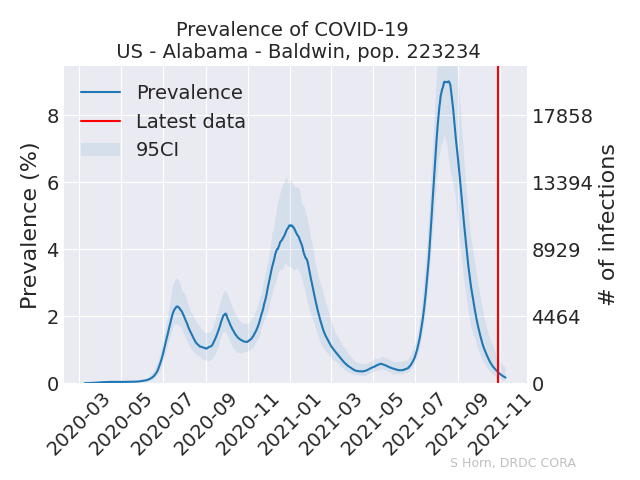 Prevalence of COVID-19
US - Alabama - Baldwin, pop. 223234
Prevalence
Latest data
95CI
Prevalence (%)
8
6
4
2
0
17858
13394
8929
4464
0
# of infections
2020-03
2020-05
2020-07
2020-09
2020-11
2021-01
2021-03
2021-05
2021-07
2021-09
2021-11
S Horn, DRDC CORA